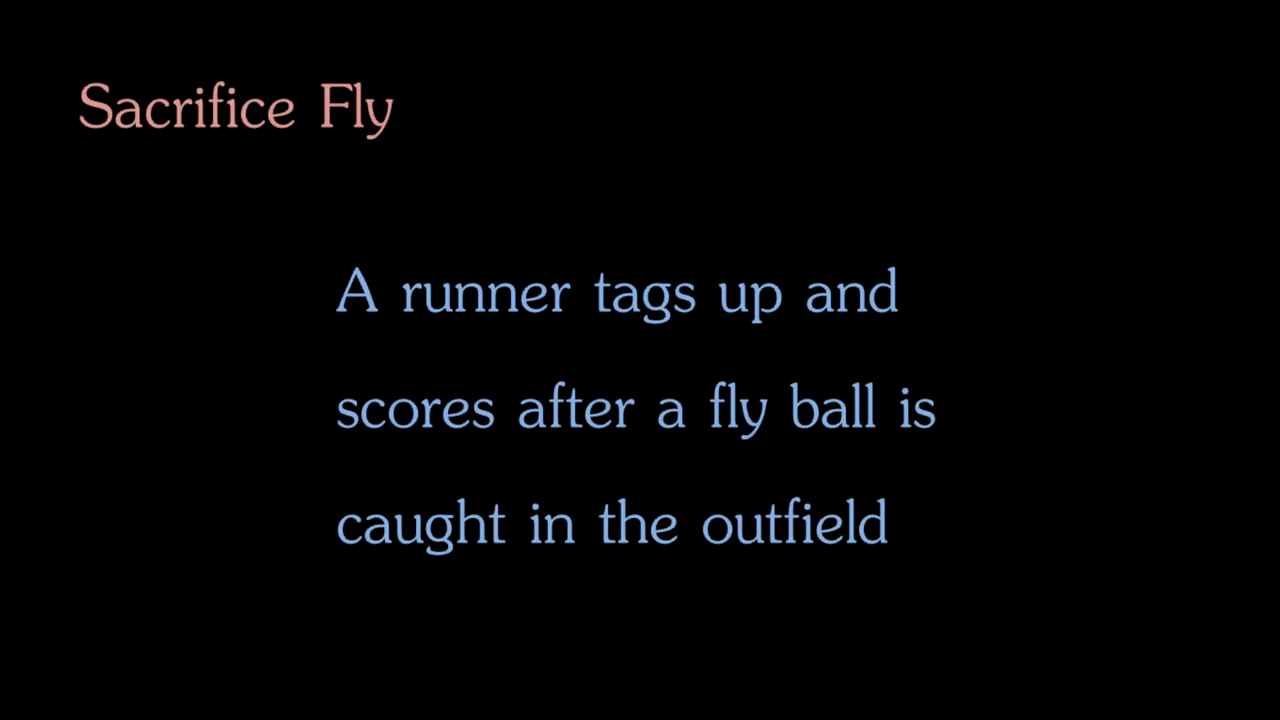 Sacrifice Fly
A runner tags up and
scores after a fly ball is
caught in the outfield